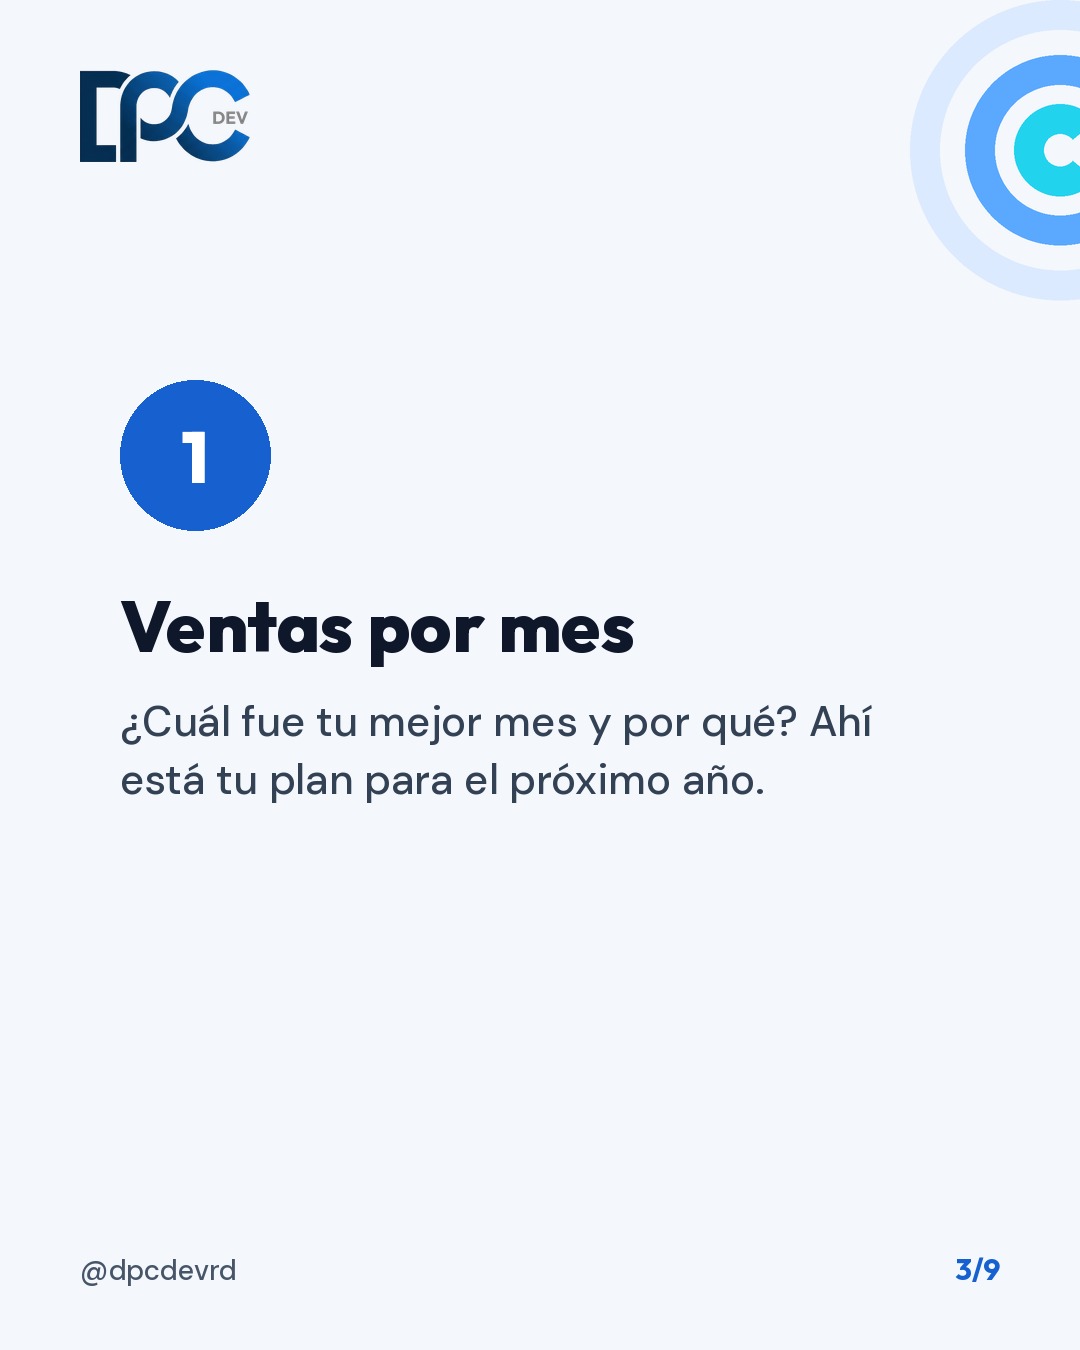 DPC
DEV
1
Ventas por mes
¿Cuál fue tu mejor mes y por qué? Ahí
está tu plan para el próximo año.
@dpcdevrd
3/9